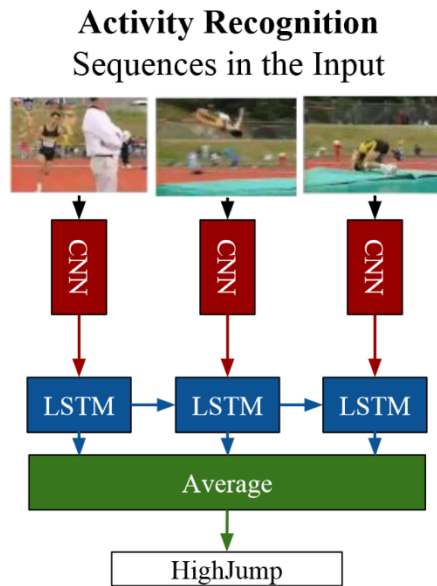 Activity Recognition
Sequences in the Input
CNN CNN CNN
LSTM LSTM LSTM
Average
HighJump